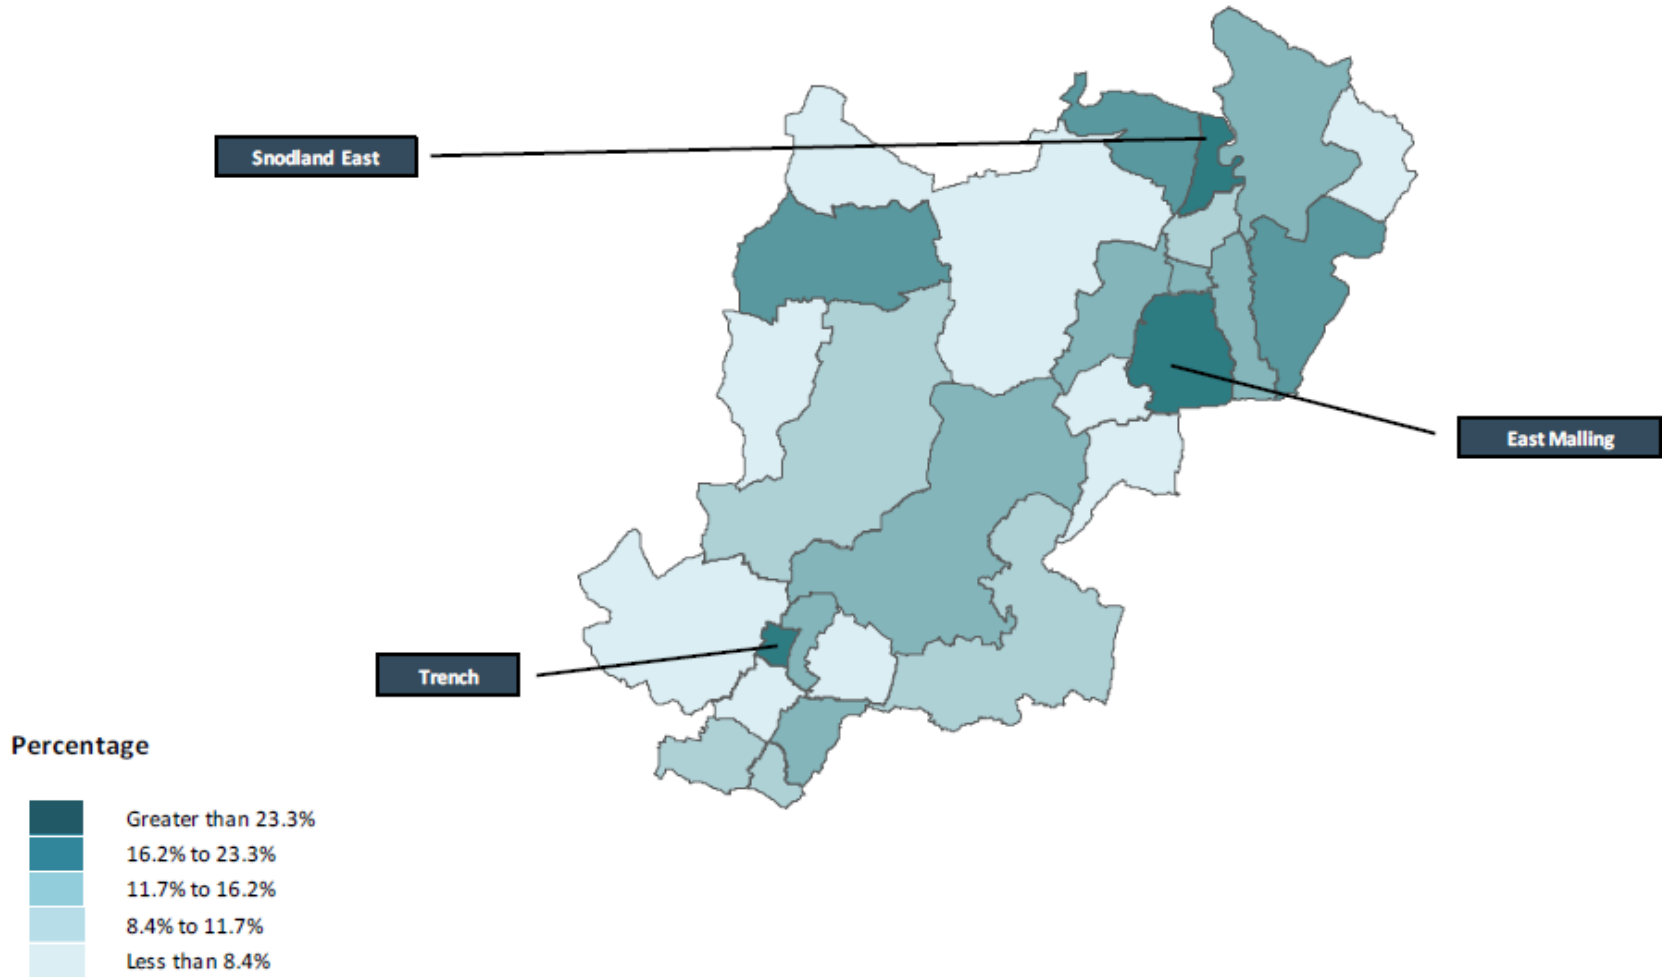 Snodland East
East Malling
Trench
Percentage
Greater than 23.3%
16.2% to 23.3%
11.7% to 16.2%
8.4% to 11.7%
Less than 8.4%